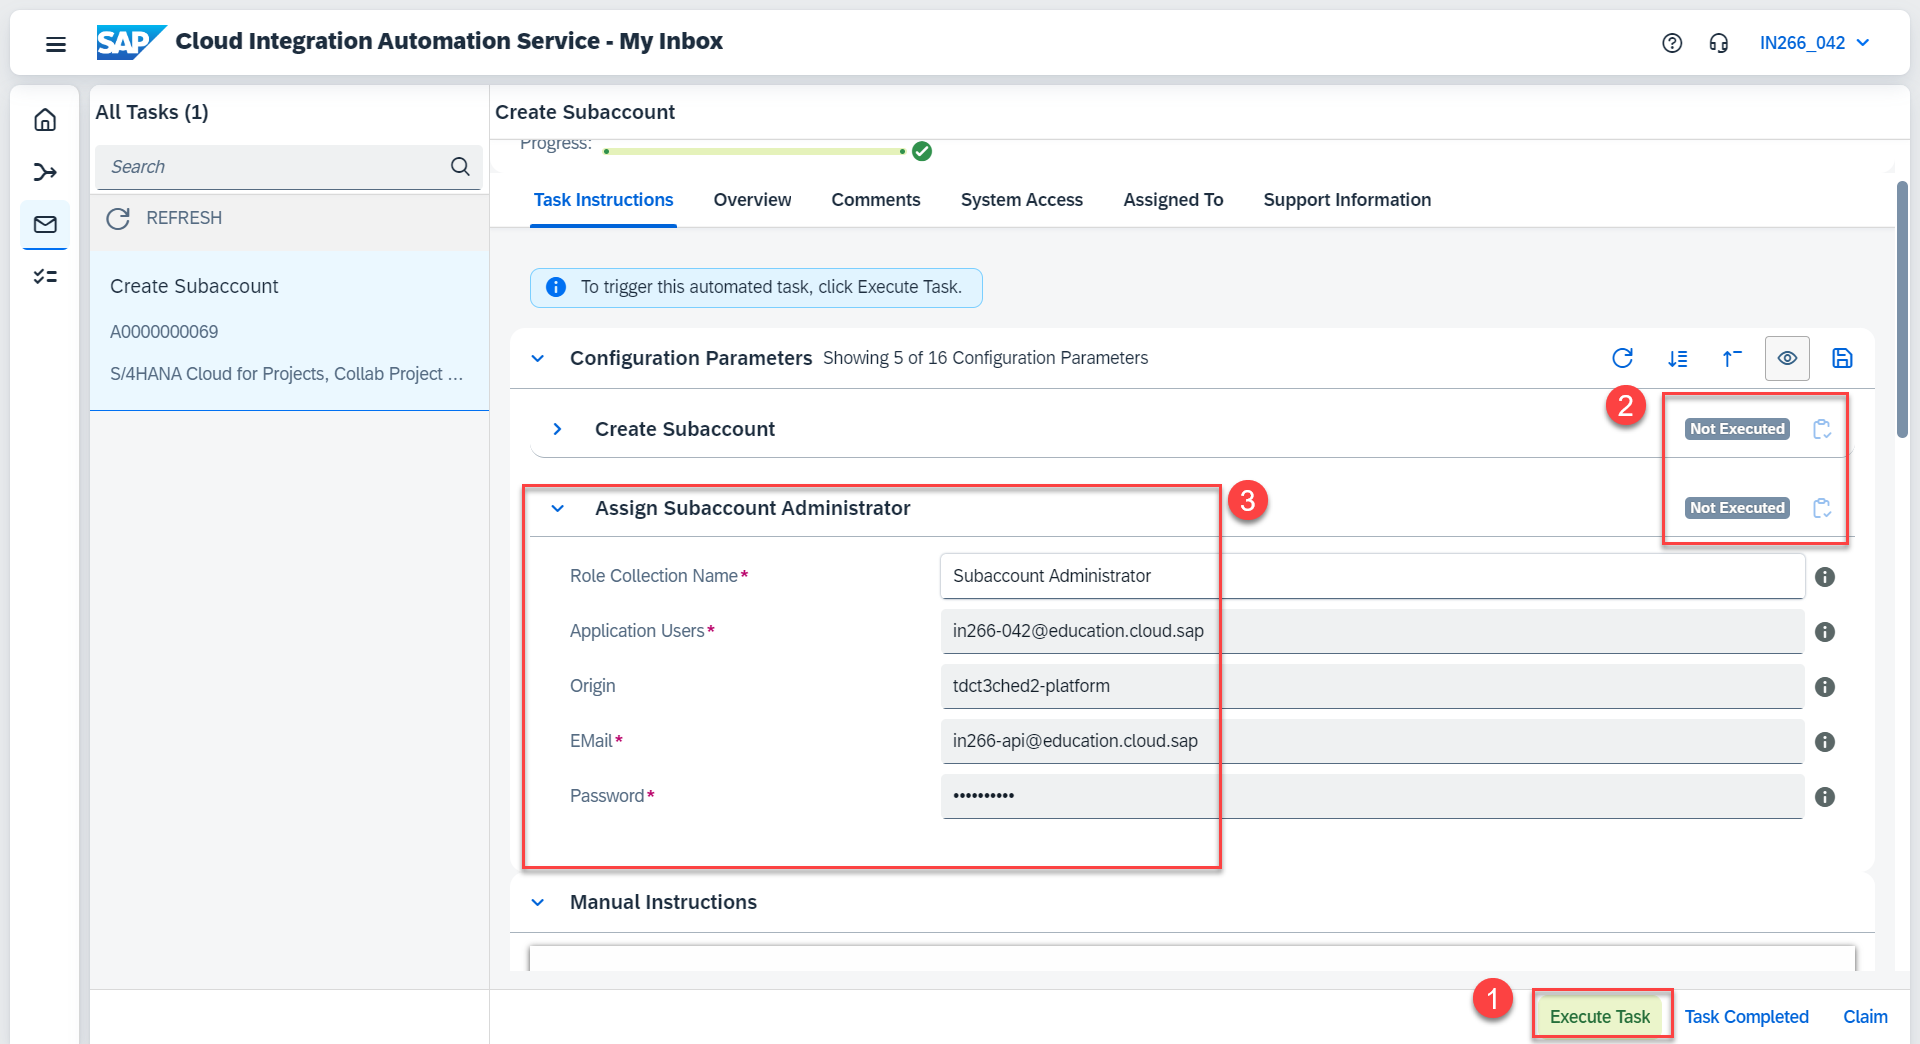 SAP Cloud Integration Automation Service - My Inbox
IN266_042
All Tasks (1)
Search
REFRESH
Create Subaccount
A0000000069
S/4HANA Cloud for Projects, Collab Project ...
Create Subaccount
Progress:
Task Instructions Overview Comments System Access Assigned To Support Information
To trigger this automated task, click Execute Task.
Configuration Parameters Showing 5 of 16 Configuration Parameters
2
Create Subaccount Not Executed
3
Assign Subaccount Administrator Not Executed
Role Collection Name* Subaccount Administrator
Application Users* in266-042@education.cloud.sap
Origin tdct3ched2-platform
EMail* in266-api@education.cloud.sap
Password* ••••••••••
Manual Instructions
1
Execute Task Task Completed Claim